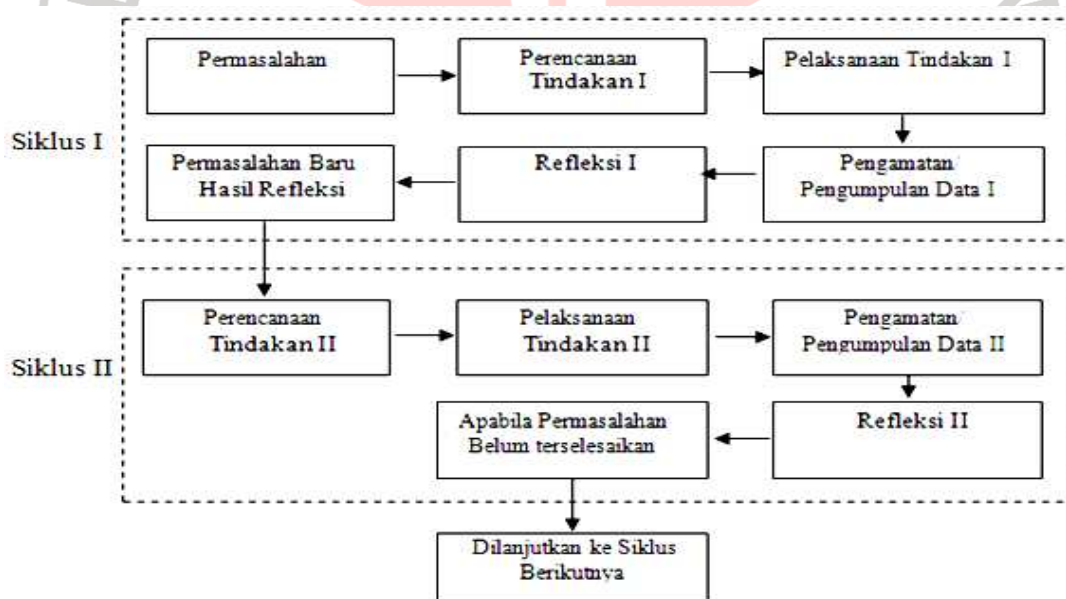 Permasalahan
Perencanaan
Tindakan I
Pelaksanaan Tindakan I
Siklus I
Permasalahan Baru
Hasil Refleksi
Refleksi I
Pengamatan
Pengumpulan Data I
Perencanaan
Tindakan II
Pelaksanaan
Tindakan II
Pengamatan
Pengumpulan Data II
Siklus II
Apabila Permasalahan
Belum terselesaikan
Refleksi II
Dilanjutkan ke Siklus
Berikutnya